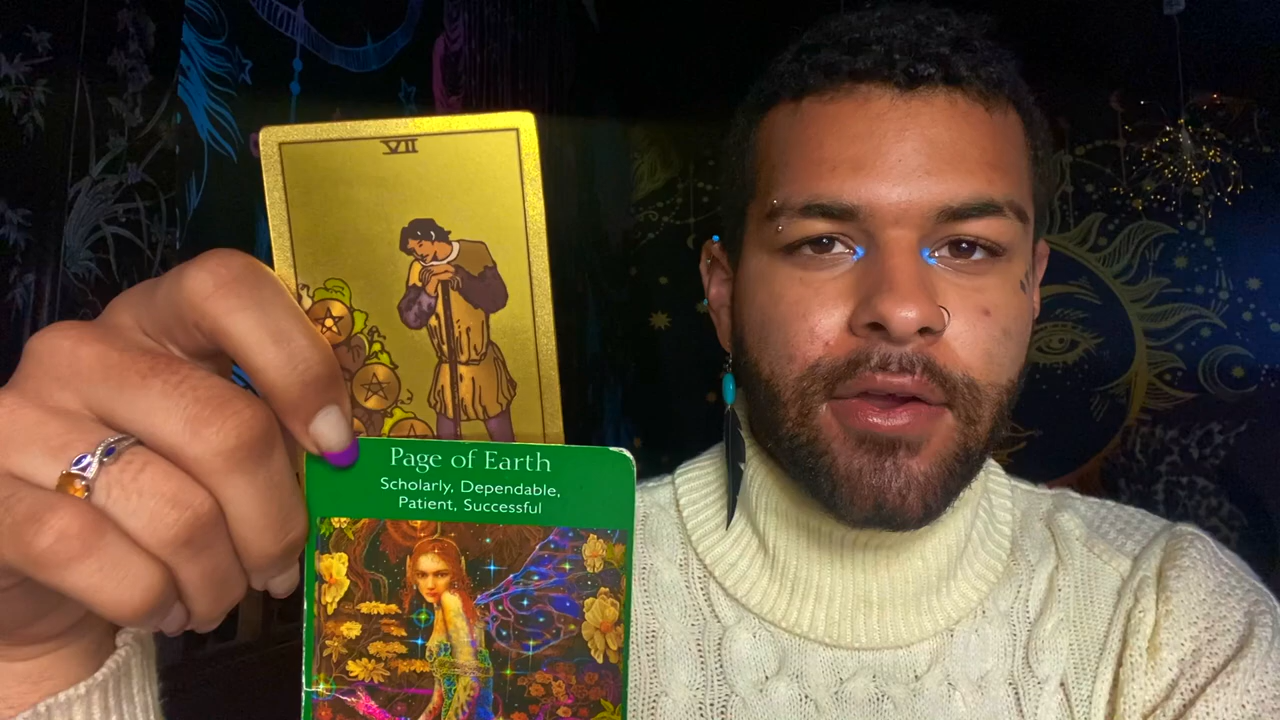 VII
Page of Earth
Scholarly, Dependable,
Patient, Successful